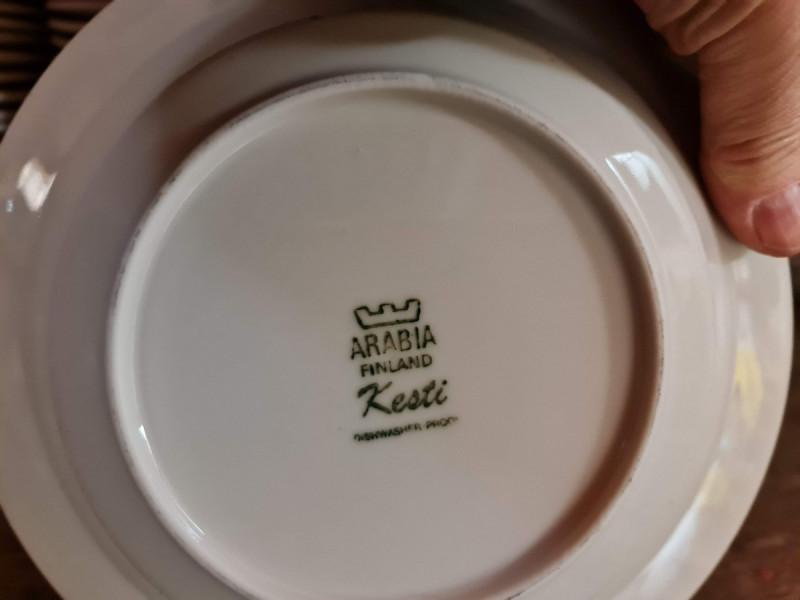 ARABIA
FINLAND
Kesti
DISHWASHER-PROOF